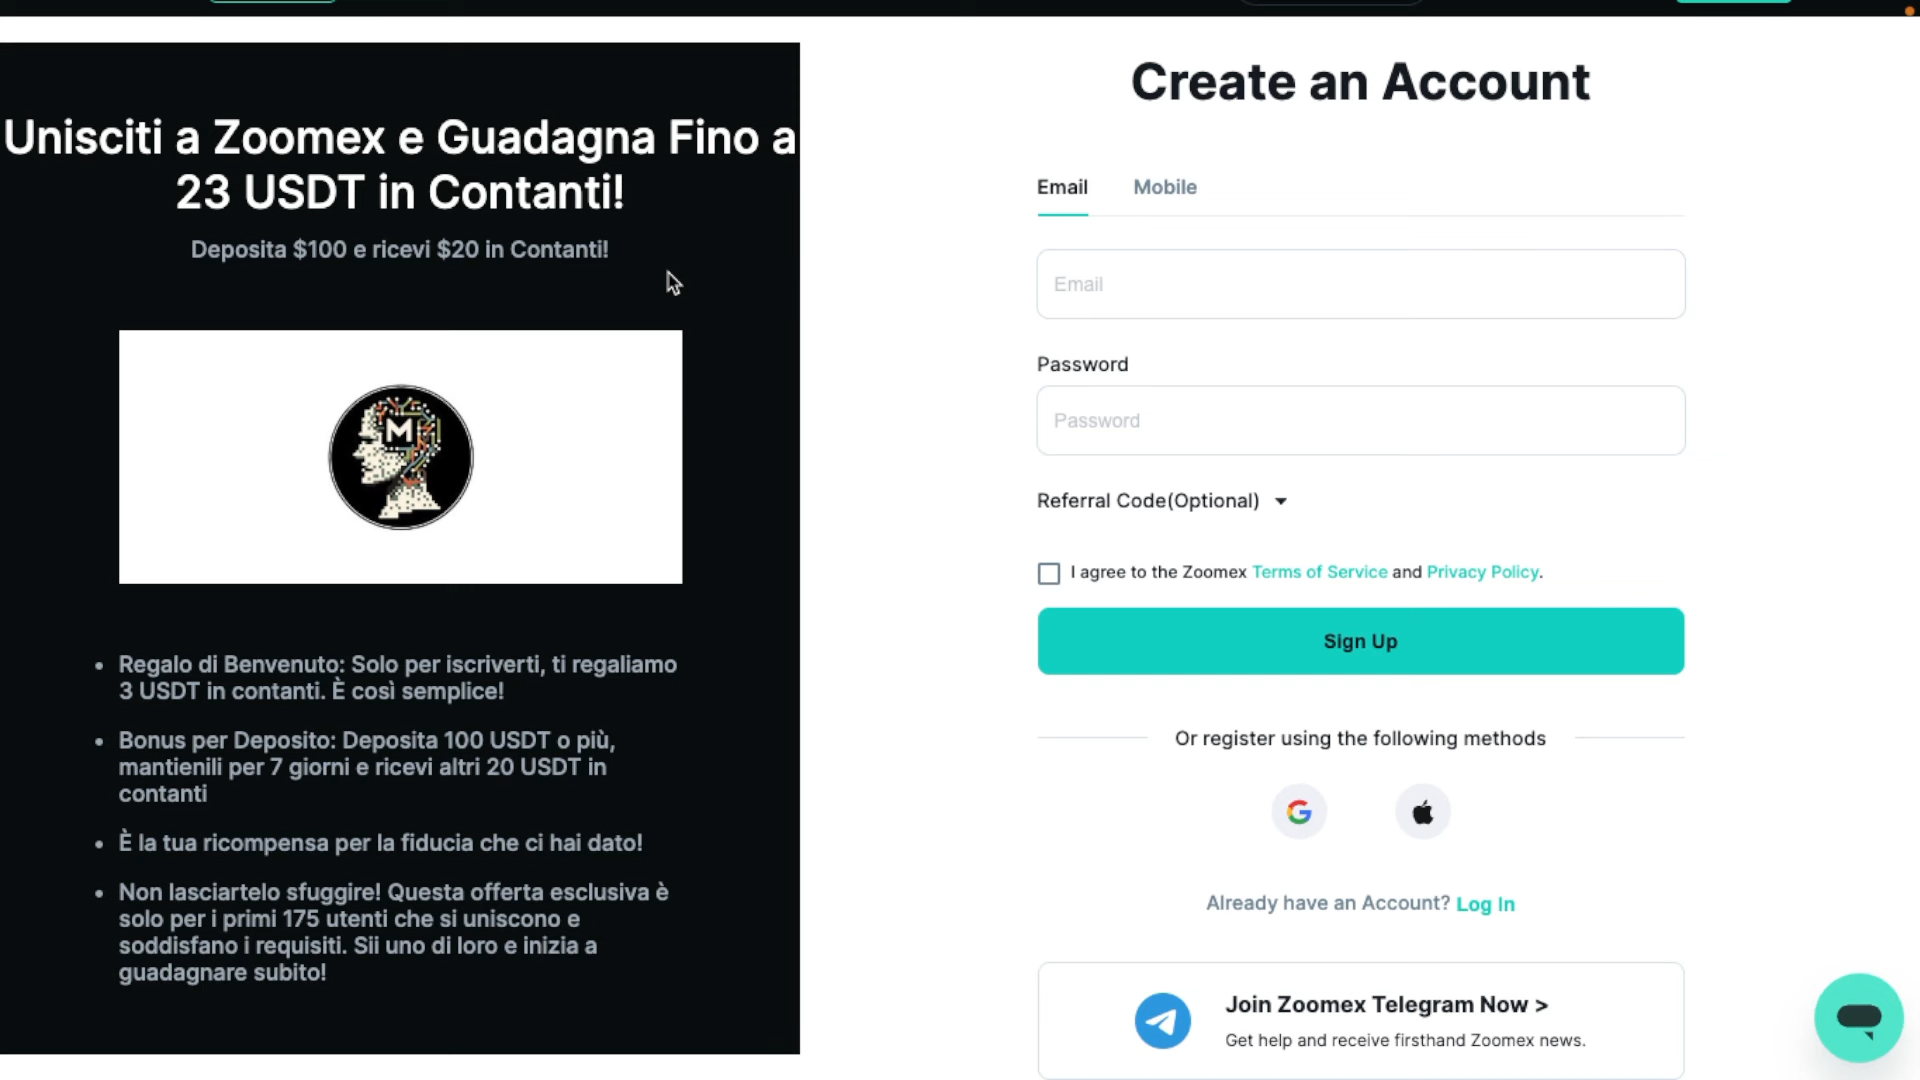 Unisciti a Zoomex e Guadagna Fino a
23 USDT in Contanti!
Deposita $100 e ricevi $20 in Contanti!
M
Regalo di Benvenuto: Solo per iscriverti, ti regaliamo
3 USDT in contanti. È così semplice!
Bonus per Deposito: Deposita 100 USDT o più,
mantienili per 7 giorni e ricevi altri 20 USDT in
contanti
È la tua ricompensa per la fiducia che ci hai dato!
Non lasciartelo sfuggire! Questa offerta esclusiva è
solo per i primi 175 utenti che si uniscono e
soddisfano i requisiti. Sii uno di loro e inizia a
guadagnare subito!
Create an Account
Email Mobile
Email
Password
Password
Referral Code(Optional)
I agree to the Zoomex Terms of Service and Privacy Policy.
Sign Up
Or register using the following methods
Already have an Account? Log In
Join Zoomex Telegram Now >
Get help and receive firsthand Zoomex news.